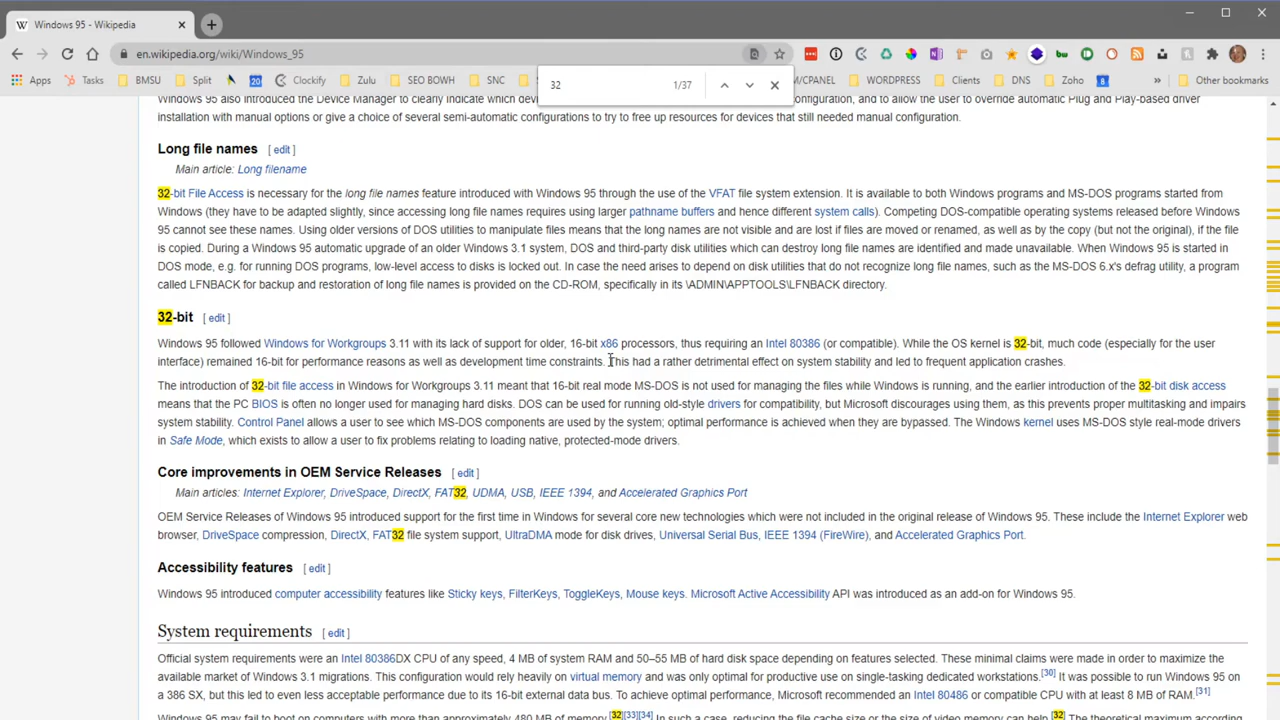 Windows 95 - Wikipedia
en.wikipedia.org/wiki/Windows_95
Apps Tasks BMSU Split 20 Clockify Zulu SEO BOWH SNC M/CPANEL WORDPRESS Clients DNS Zoho 8 » Other bookmarks
32 1/37
Windows 95 also introduced the Device Manager to clearly indicate which devi onfiguration, and to allow the user to override automatic Plug and Play-based driver
installation with manual options or give a choice of several semi-automatic configurations to try to free up resources for devices that still needed manual configuration.
Long file names [ edit ]
Main article: Long filename
32-bit File Access is necessary for the long file names feature introduced with Windows 95 through the use of the VFAT file system extension. It is available to both Windows programs and MS-DOS programs started from
Windows (they have to be adapted slightly, since accessing long file names requires using larger pathname buffers and hence different system calls). Competing DOS-compatible operating systems released before Windows
95 cannot see these names. Using older versions of DOS utilities to manipulate files means that the long names are not visible and are lost if files are moved or renamed, as well as by the copy (but not the original), if the file
is copied. During a Windows 95 automatic upgrade of an older Windows 3.1 system, DOS and third-party disk utilities which can destroy long file names are identified and made unavailable. When Windows 95 is started in
DOS mode, e.g. for running DOS programs, low-level access to disks is locked out. In case the need arises to depend on disk utilities that do not recognize long file names, such as the MS-DOS 6.x's defrag utility, a program
called LFNBACK for backup and restoration of long file names is provided on the CD-ROM, specifically in its \ADMIN\APPTOOLS\LFNBACK directory.
32-bit [ edit ]
Windows 95 followed Windows for Workgroups 3.11 with its lack of support for older, 16-bit x86 processors, thus requiring an Intel 80386 (or compatible). While the OS kernel is 32-bit, much code (especially for the user
interface) remained 16-bit for performance reasons as well as development time constraints. This had a rather detrimental effect on system stability and led to frequent application crashes.
The introduction of 32-bit file access in Windows for Workgroups 3.11 meant that 16-bit real mode MS-DOS is not used for managing the files while Windows is running, and the earlier introduction of the 32-bit disk access
means that the PC BIOS is often no longer used for managing hard disks. DOS can be used for running old-style drivers for compatibility, but Microsoft discourages using them, as this prevents proper multitasking and impairs
system stability. Control Panel allows a user to see which MS-DOS components are used by the system; optimal performance is achieved when they are bypassed. The Windows kernel uses MS-DOS style real-mode drivers
in Safe Mode, which exists to allow a user to fix problems relating to loading native, protected-mode drivers.
Core improvements in OEM Service Releases [ edit ]
Main articles: Internet Explorer, DriveSpace, DirectX, FAT32, UDMA, USB, IEEE 1394, and Accelerated Graphics Port
OEM Service Releases of Windows 95 introduced support for the first time in Windows for several core new technologies which were not included in the original release of Windows 95. These include the Internet Explorer web
browser, DriveSpace compression, DirectX, FAT32 file system support, UltraDMA mode for disk drives, Universal Serial Bus, IEEE 1394 (FireWire), and Accelerated Graphics Port.
Accessibility features [ edit ]
Windows 95 introduced computer accessibility features like Sticky keys, FilterKeys, ToggleKeys, Mouse keys. Microsoft Active Accessibility API was introduced as an add-on for Windows 95.
System requirements [ edit ]
Official system requirements were an Intel 80386DX CPU of any speed, 4 MB of system RAM and 50–55 MB of hard disk space depending on features selected. These minimal claims were made in order to maximize the
available market of Windows 3.1 migrations. This configuration would rely heavily on virtual memory and was only optimal for productive use on single-tasking dedicated workstations.[30] It was possible to run Windows 95 on
a 386 SX, but this led to even less acceptable performance due to its 16-bit external data bus. To achieve optimal performance, Microsoft recommended an Intel 80486 or compatible CPU with at least 8 MB of RAM.[31]
Windows 95 may fail to boot on computers with more than approximately 480 MB of memory.[32][33][34] In such a case, reducing the file cache size or the size of video memory can help.[32] The theoretical maximum according